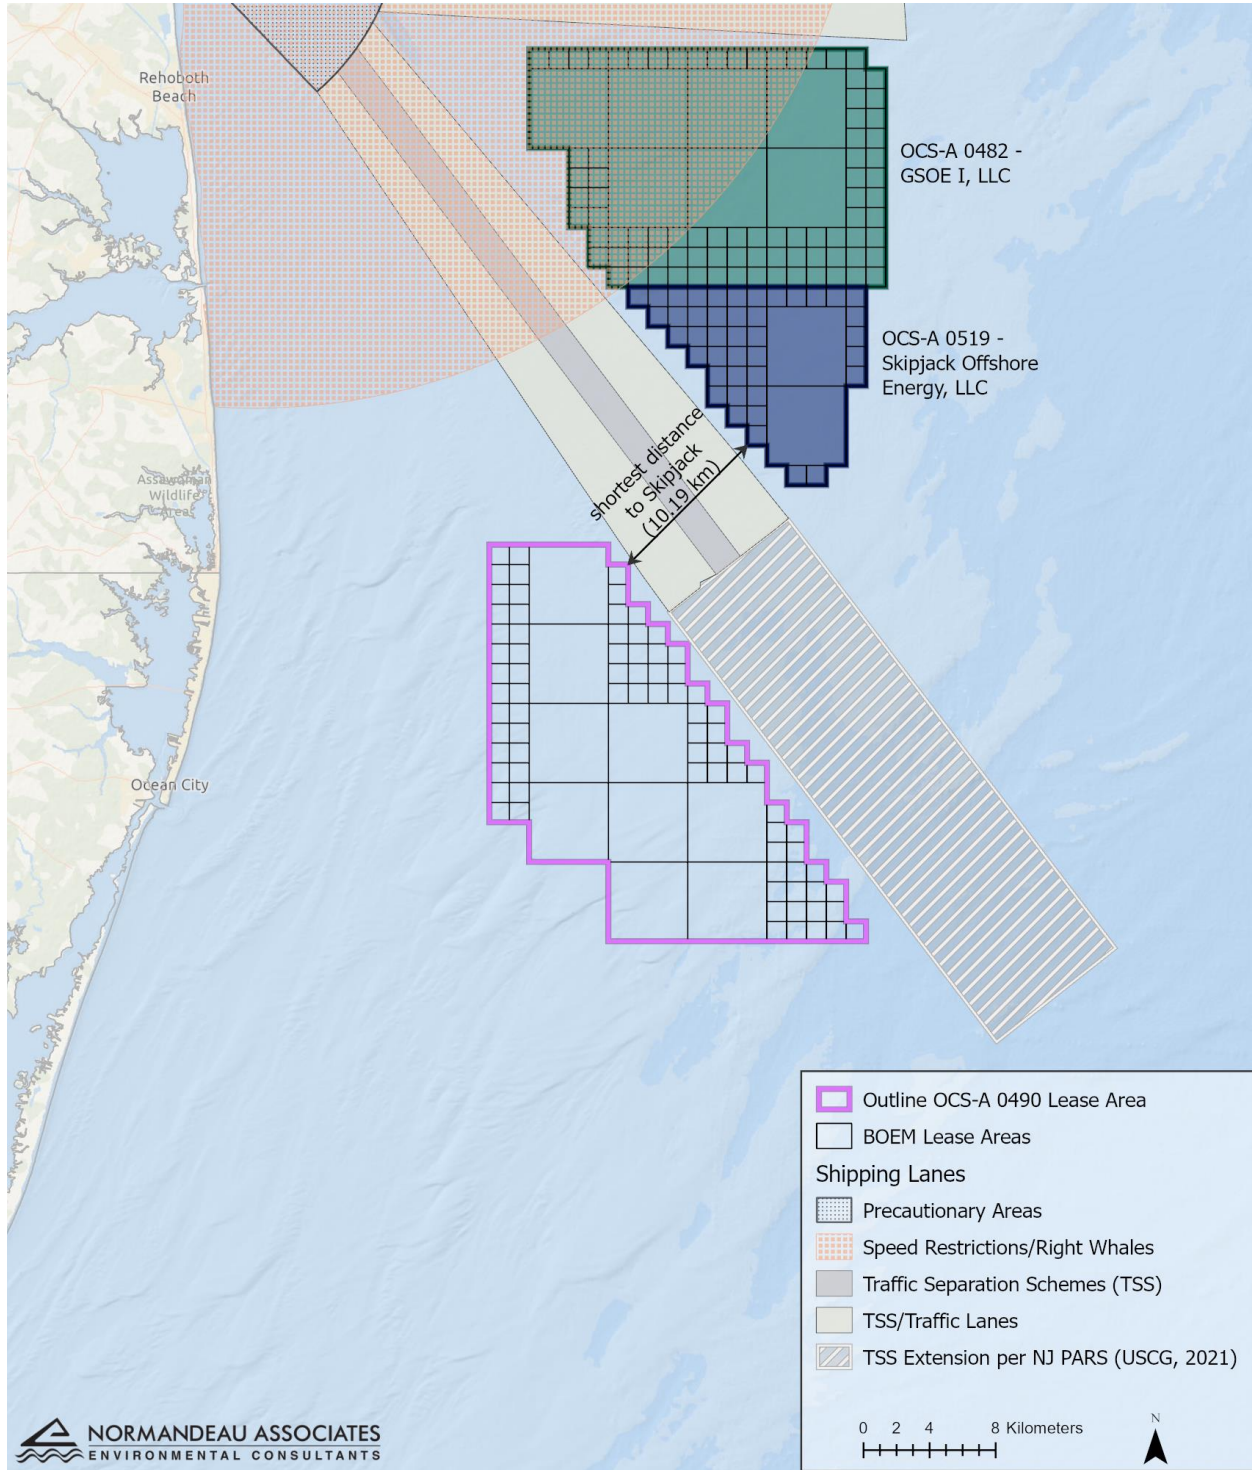 Rehoboth
Beach
OCS-A 0482 -
GSOE I, LLC
OCS-A 0519 -
Skipjack Offshore
Energy, LLC
shortest distance
to Skipjack
(10.19 km)
Assawoman
Wildlife
Area
Ocean City
Outline OCS-A 0490 Lease Area
BOEM Lease Areas
Shipping Lanes
Precautionary Areas
Speed Restrictions/Right Whales
Traffic Separation Schemes (TSS)
TSS/Traffic Lanes
TSS Extension per NJ PARS (USCG, 2021)
0 2 4 8 Kilometers
N
NORMANDEAU ASSOCIATES
ENVIRONMENTAL CONSULTANTS